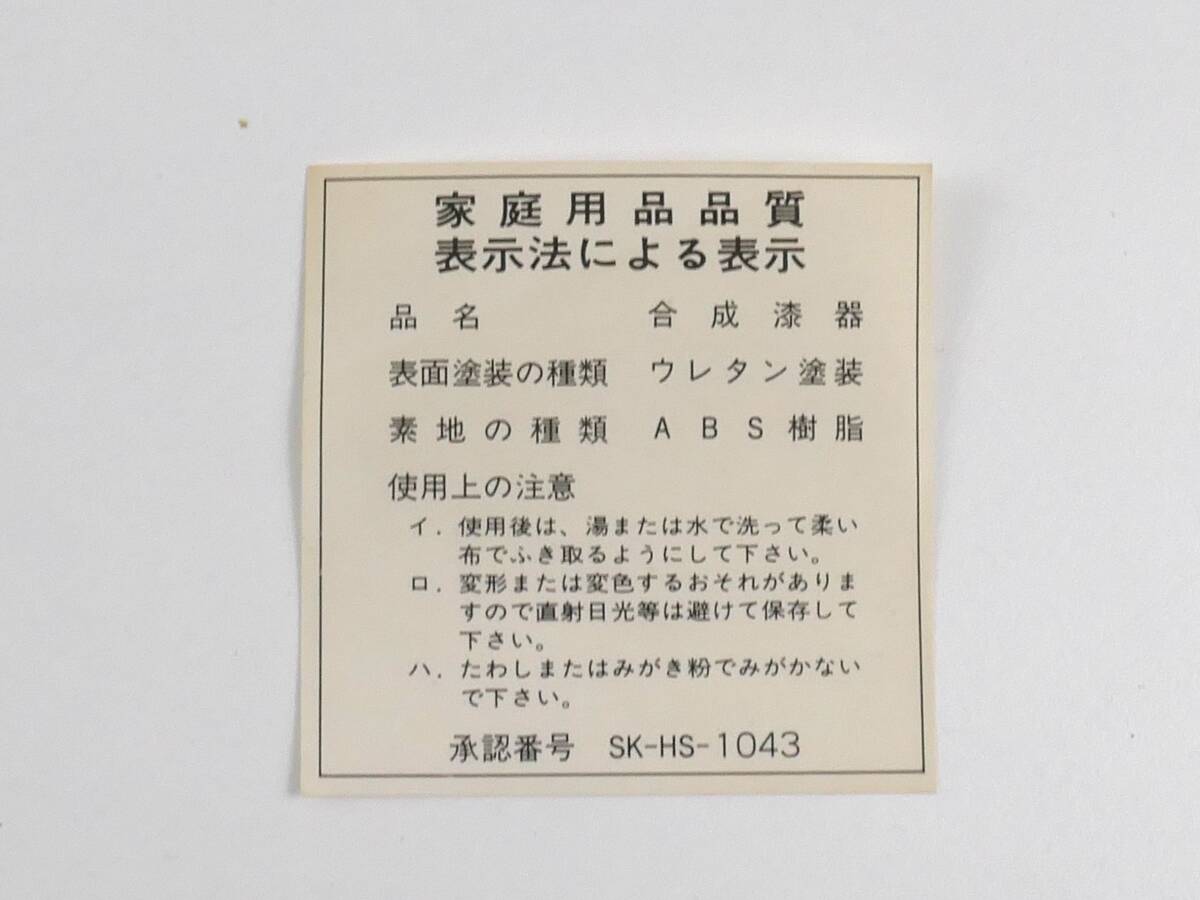 家庭用品品質
表示法による表示
品名 合成漆器
表面塗装の種類 ウレタン塗装
素地の種類 ABS樹脂
使用上の注意
イ．使用後は、湯または水で洗って柔い
布でふき取るようにして下さい。
ロ．変形または変色するおそれがありま
すので直射日光等は避けて保存して
下さい。
ハ．たわしまたはみがき粉でみがかない
で下さい。
承認番号 SK-HS-1043